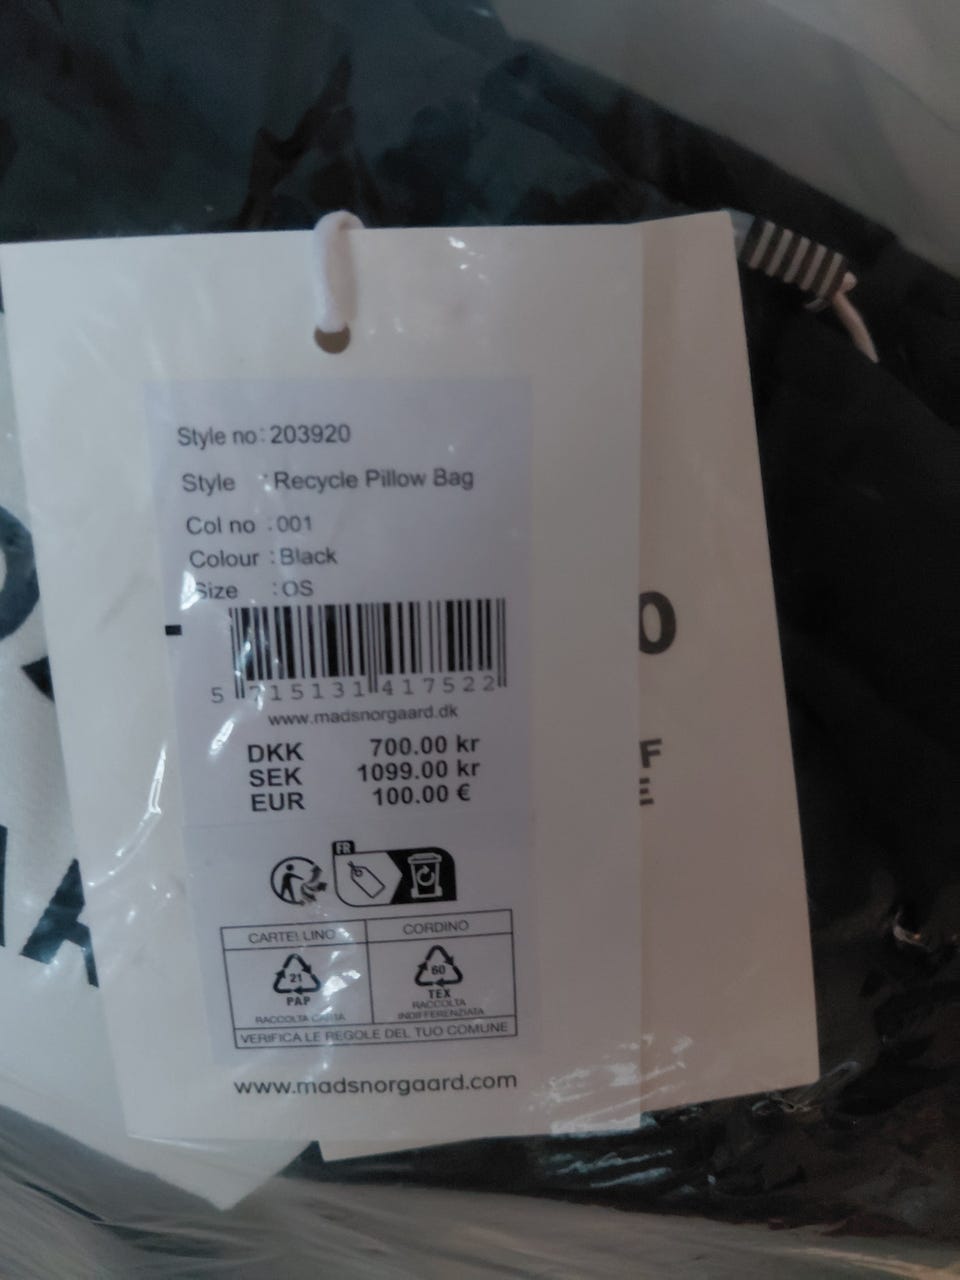 Style no: 203920
Style : Recycle Pillow Bag
Col no : 001
Colour : Black
Size : OS
5 715131 417522
www.madsnorgaard.dk
DKK 700.00 kr
SEK 1099.00 kr
EUR 100.00 €
FR
CARTELLINO CORDINO
21 60
PAP TEX
RACCOLTA CARTA RACCOLTA INDIFFERENZIATA
VERIFICA LE REGOLE DEL TUO COMUNE
www.madsnorgaard.com
O
F
E